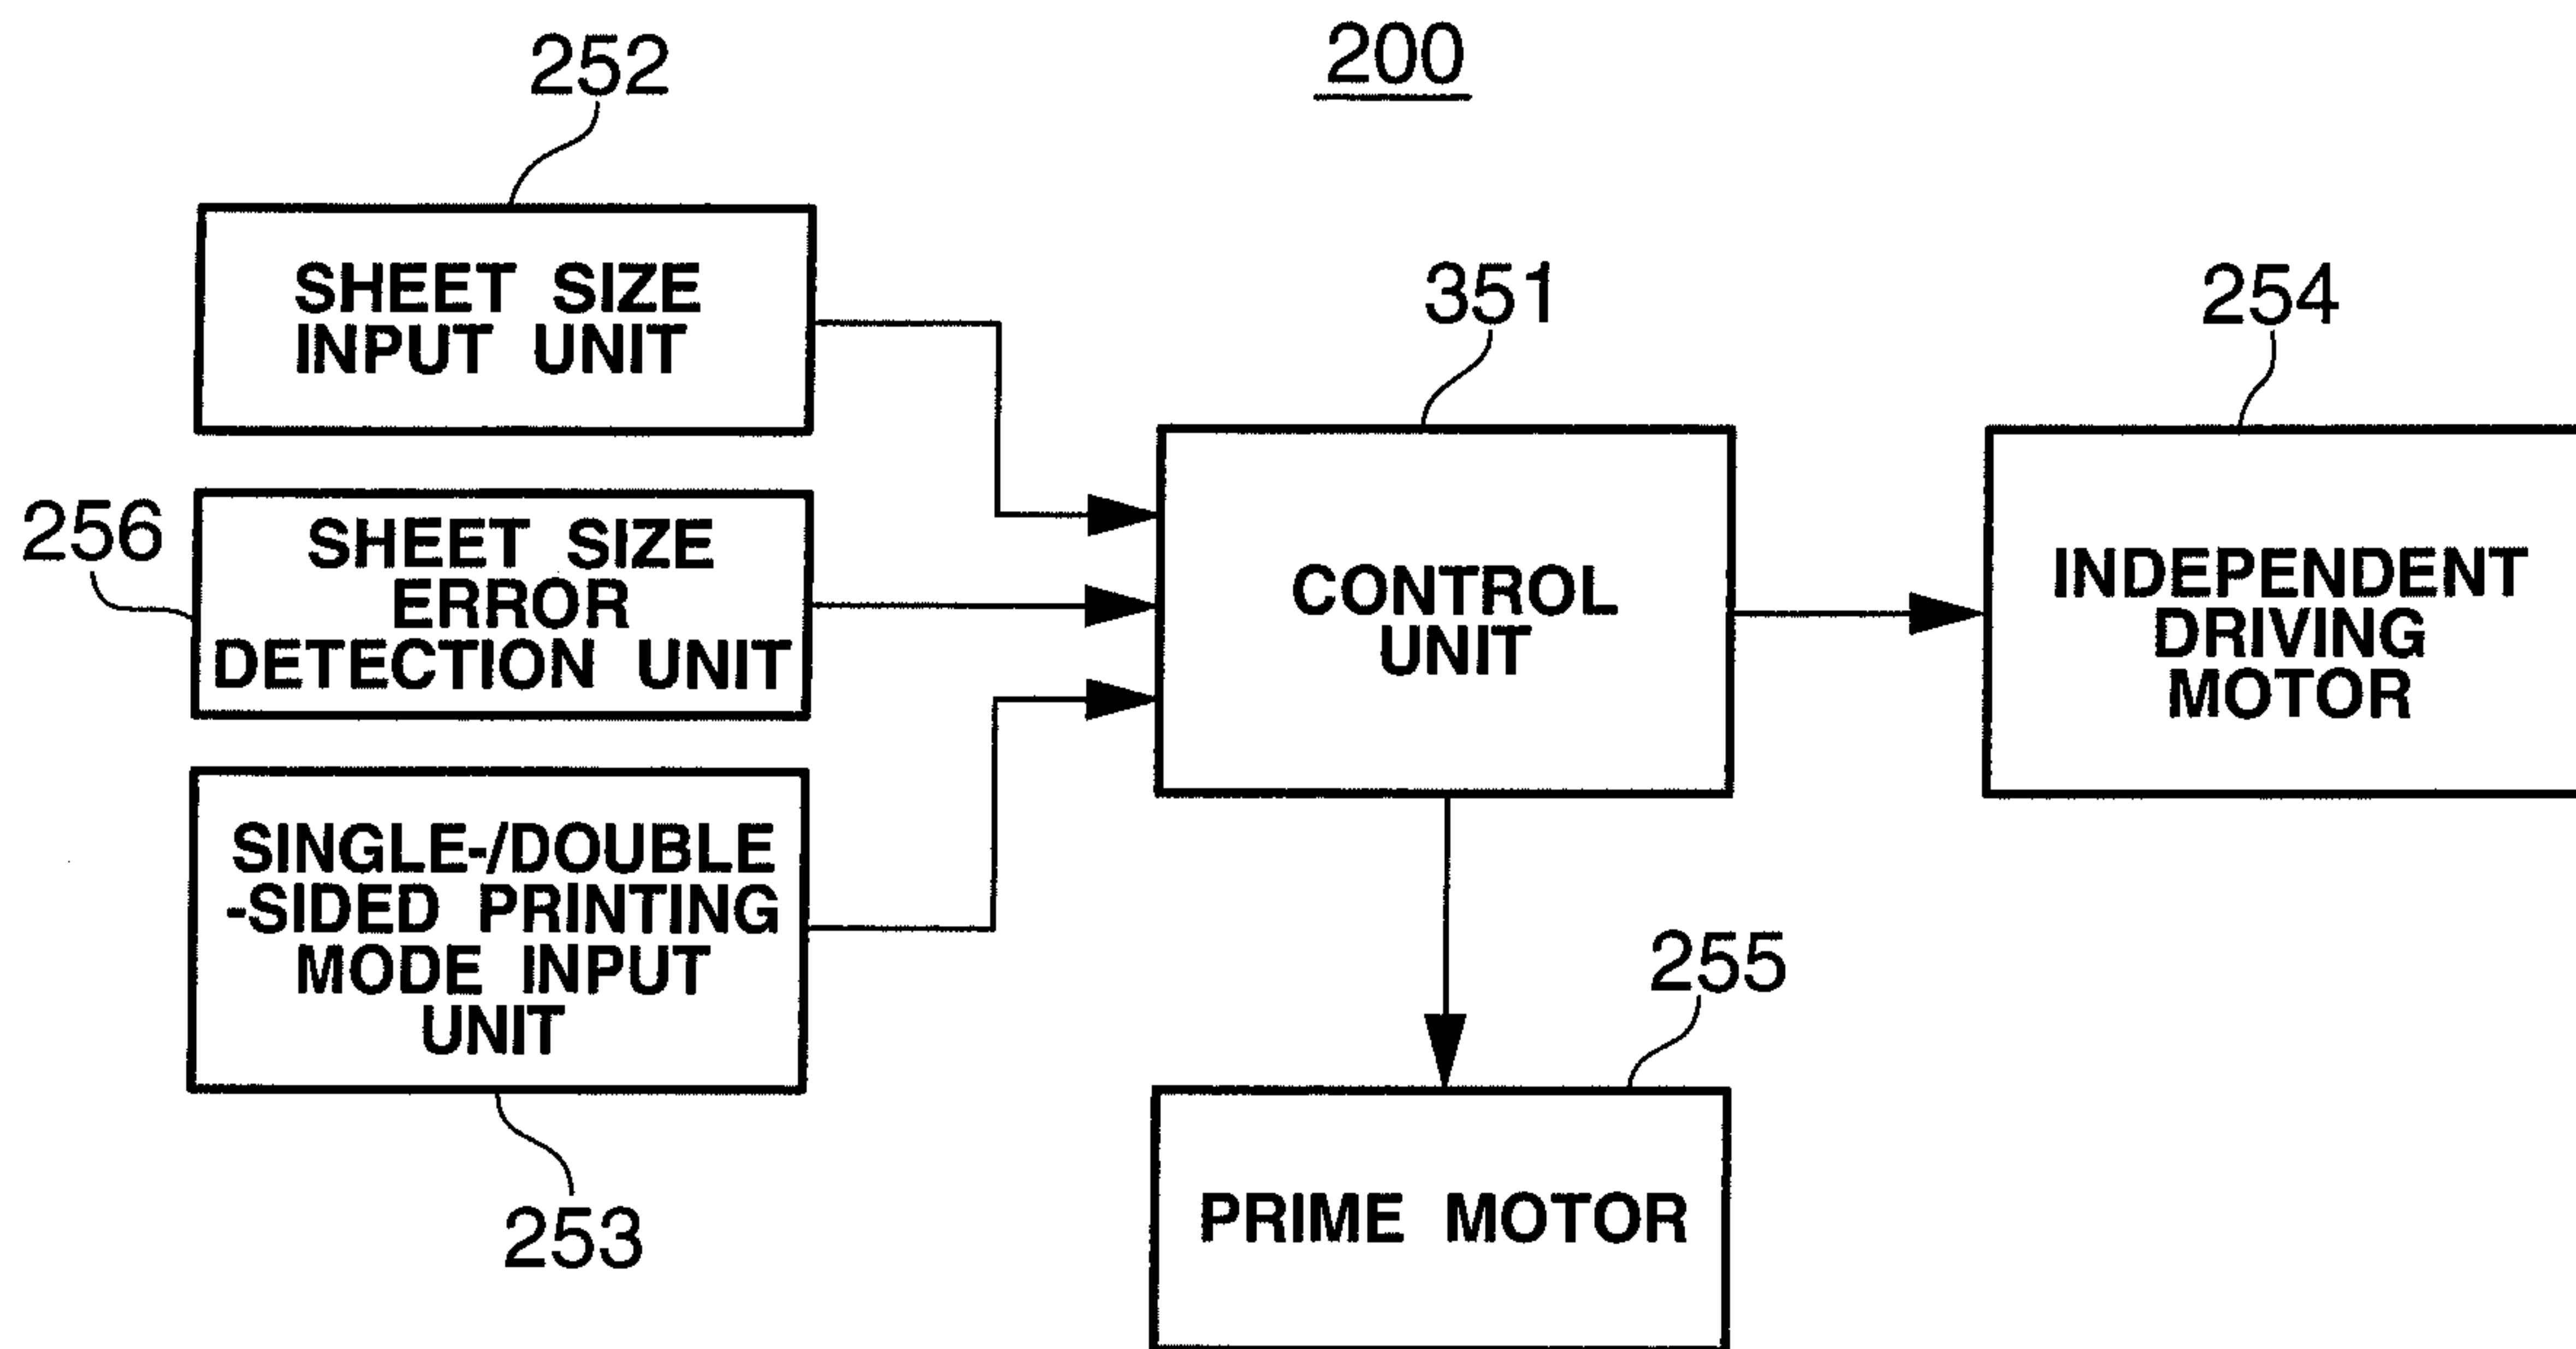 200
252
SHEET SIZE
INPUT UNIT
256
SHEET SIZE
ERROR
DETECTION UNIT
SINGLE-/DOUBLE
-SIDED PRINTING
MODE INPUT
UNIT
253
351
CONTROL
UNIT
254
INDEPENDENT
DRIVING
MOTOR
255
PRIME MOTOR